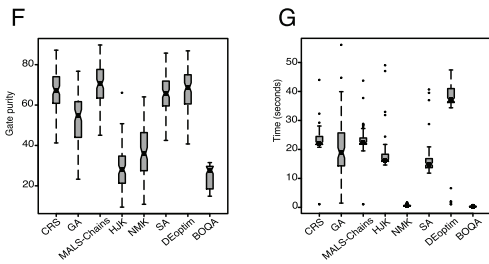 F
Gate purity
80
60
40
20
CRS
GA
MALS-Chains
HJK
NMK
SA
DEoptim
BOQA
G
Time (seconds)
50
40
30
20
10
0
CRS
GA
MALS-Chains
HJK
NMK
SA
DEoptim
BOQA